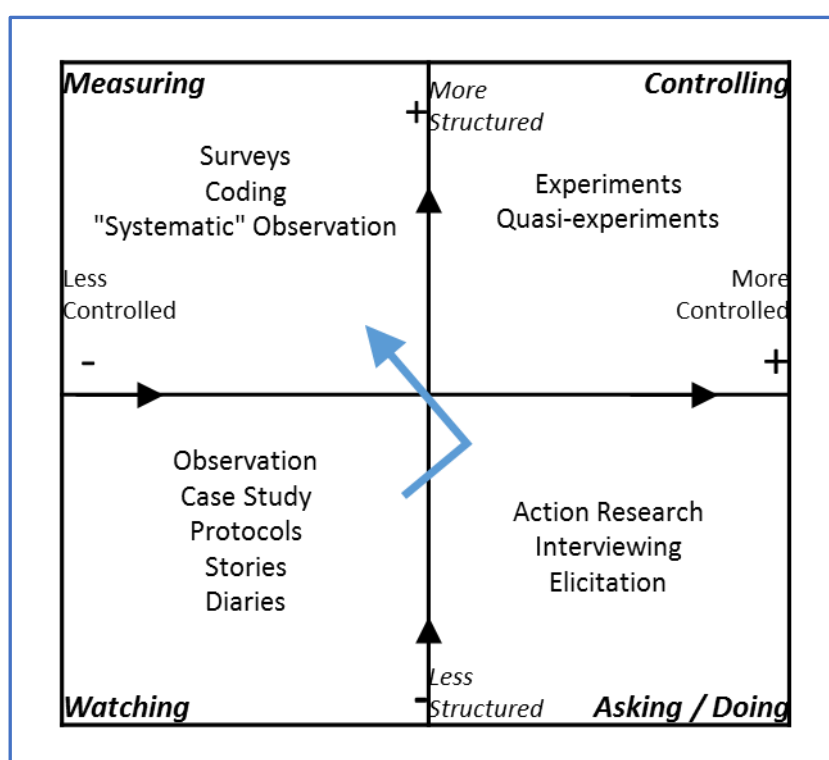 Measuring
More
Structured
Controlling
+
Surveys
Coding
"Systematic" Observation
Experiments
Quasi-experiments
Less
Controlled
-
More
Controlled
+
Observation
Case Study
Protocols
Stories
Diaries
Action Research
Interviewing
Elicitation
Watching
-
Less
Structured
Asking / Doing